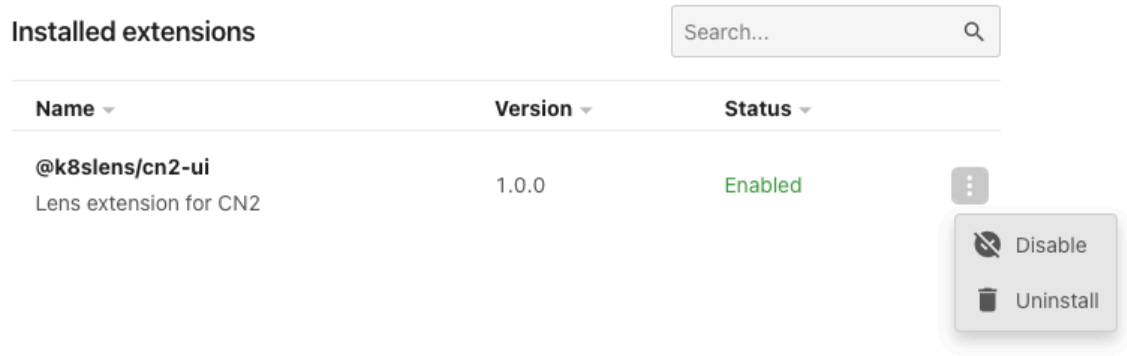 Installed extensions
Search...
Name Version Status
@k8slens/cn2-ui
Lens extension for CN2
1.0.0
Enabled
Disable
Uninstall